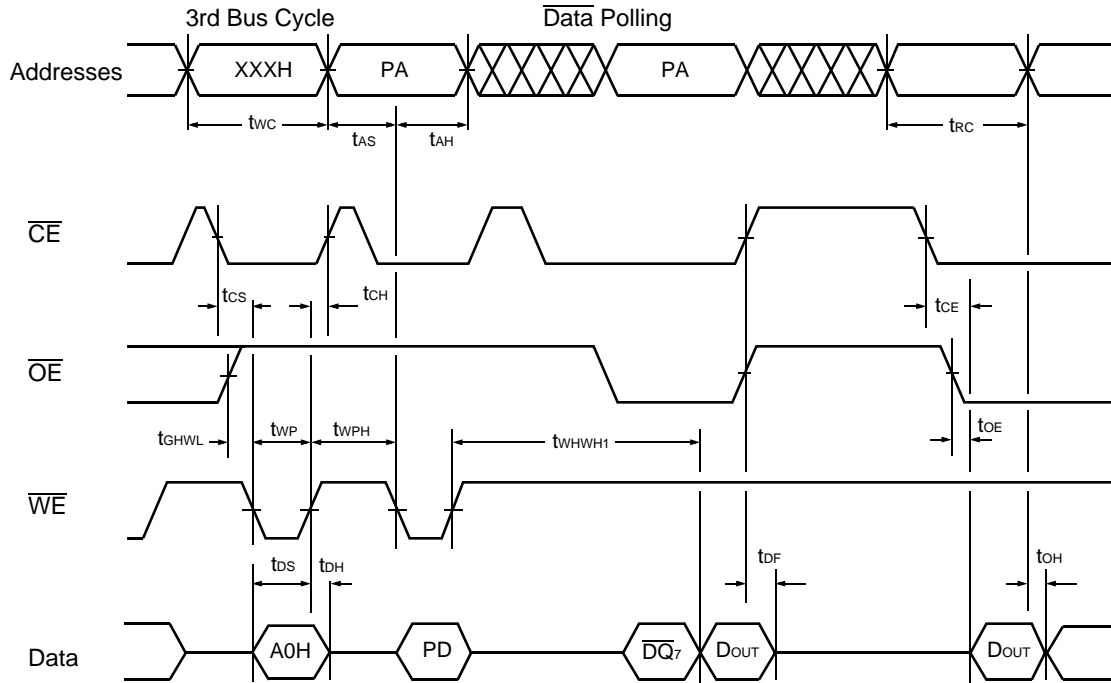 3rd Bus Cycle
Data Polling
Addresses
XXXH
PA
PA
tWC
tAS
tAH
tRC
CE
tCS
tCH
tCE
OE
tGHWL
tWP
tWPH
tWHWH1
tOE
WE
tDS
tDH
tDF
tOH
Data
A0H
PD
DQ7
DOUT
DOUT